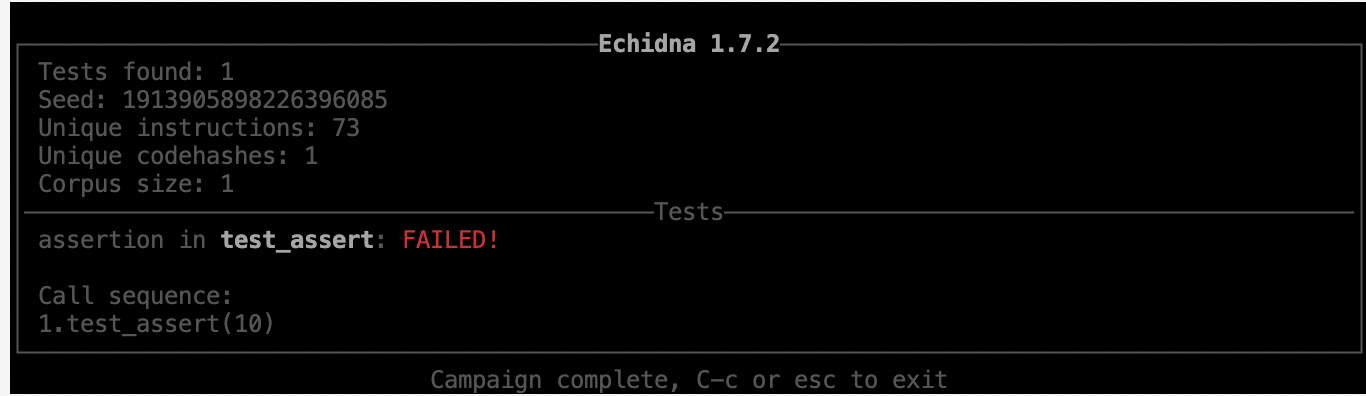 Echidna 1.7.2
Tests found: 1
Seed: 1913905898226396085
Unique instructions: 73
Unique codehashes: 1
Corpus size: 1
Tests
assertion in test_assert: FAILED!
Call sequence:
1.test_assert(10)
Campaign complete, C-c or esc to exit